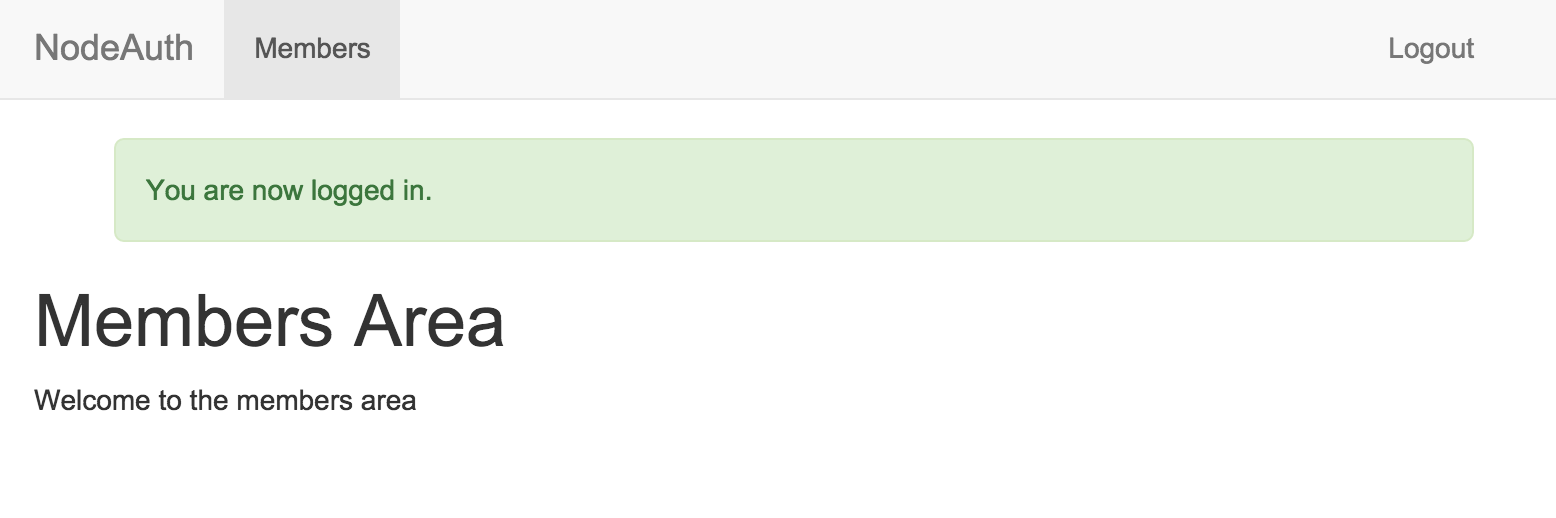 NodeAuth Members Logout
You are now logged in.
Members Area
Welcome to the members area